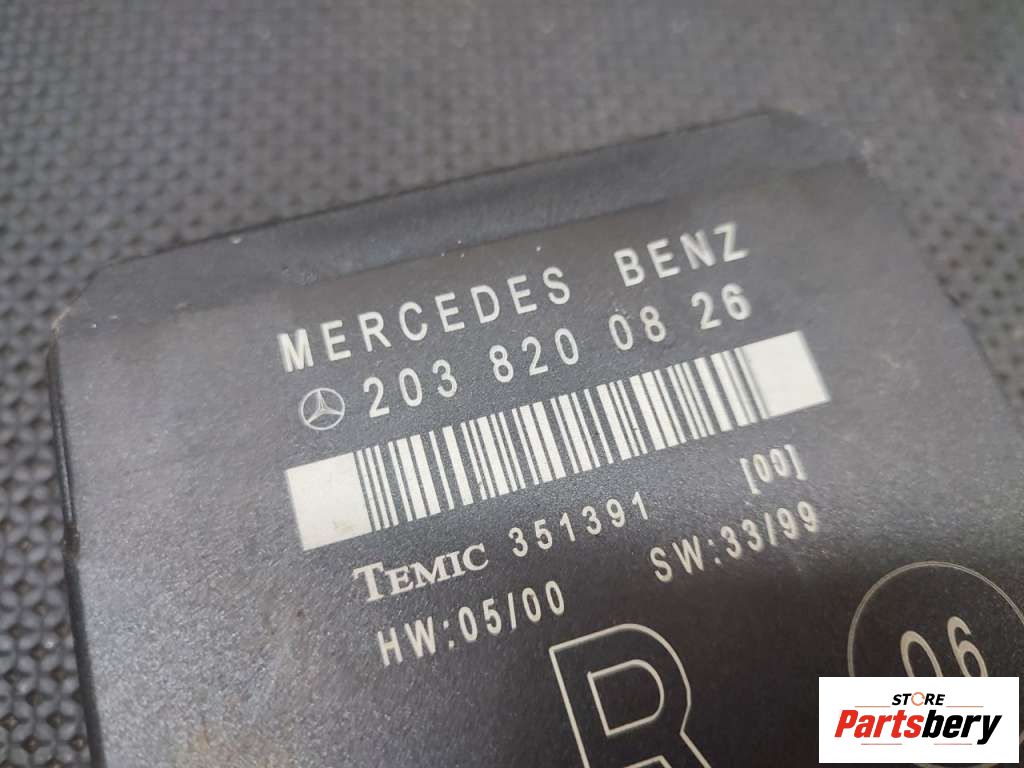 MERCEDES BENZ
203 820 08 26
[00]
TEMIC 351391
HW:05/00 SW:33/99
R
06
STORE
Partsbery